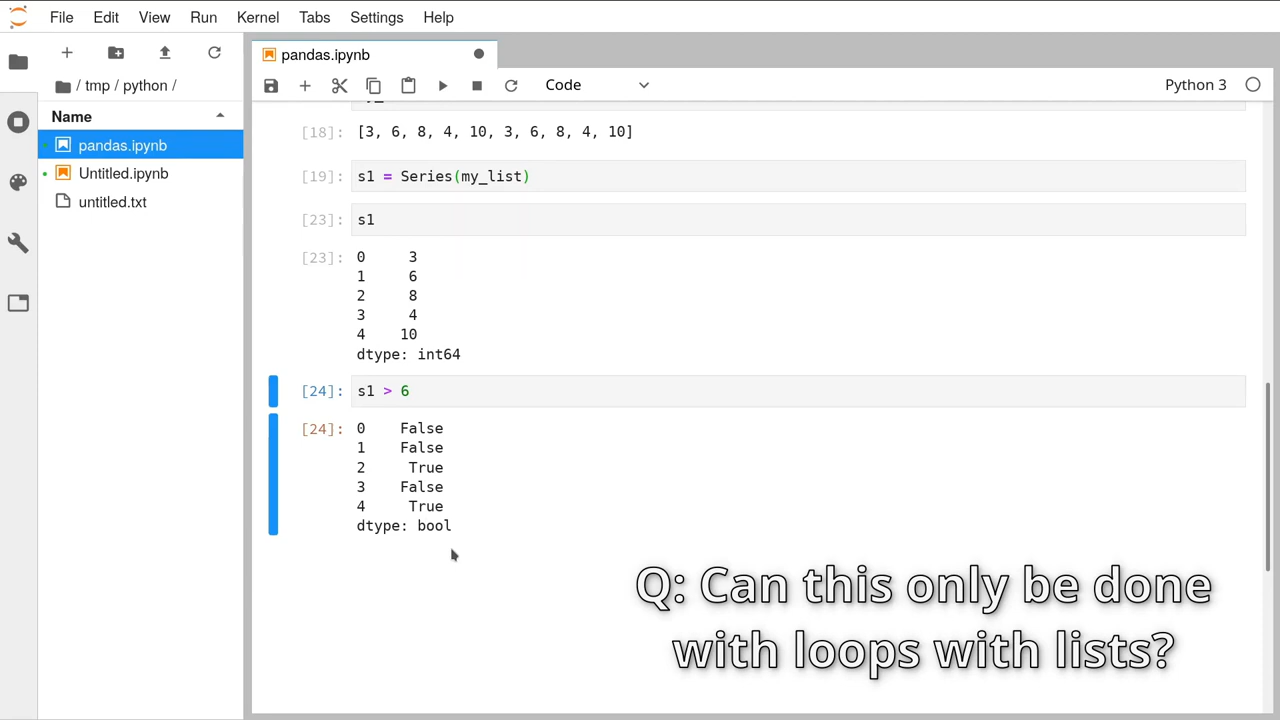 File Edit View Run Kernel Tabs Settings Help
/ tmp / python /
Name
pandas.ipynb
Untitled.ipynb
untitled.txt
pandas.ipynb
Code
Python 3
[18]: [3, 6, 8, 4, 10, 3, 6, 8, 4, 10]
[19]: s1 = Series(my_list)
[23]: s1
[23]: 0 3
1 6
2 8
3 4
4 10
dtype: int64
[24]: s1 > 6
[24]: 0 False
1 False
2 True
3 False
4 True
dtype: bool
Q: Can this only be done
with loops with lists?